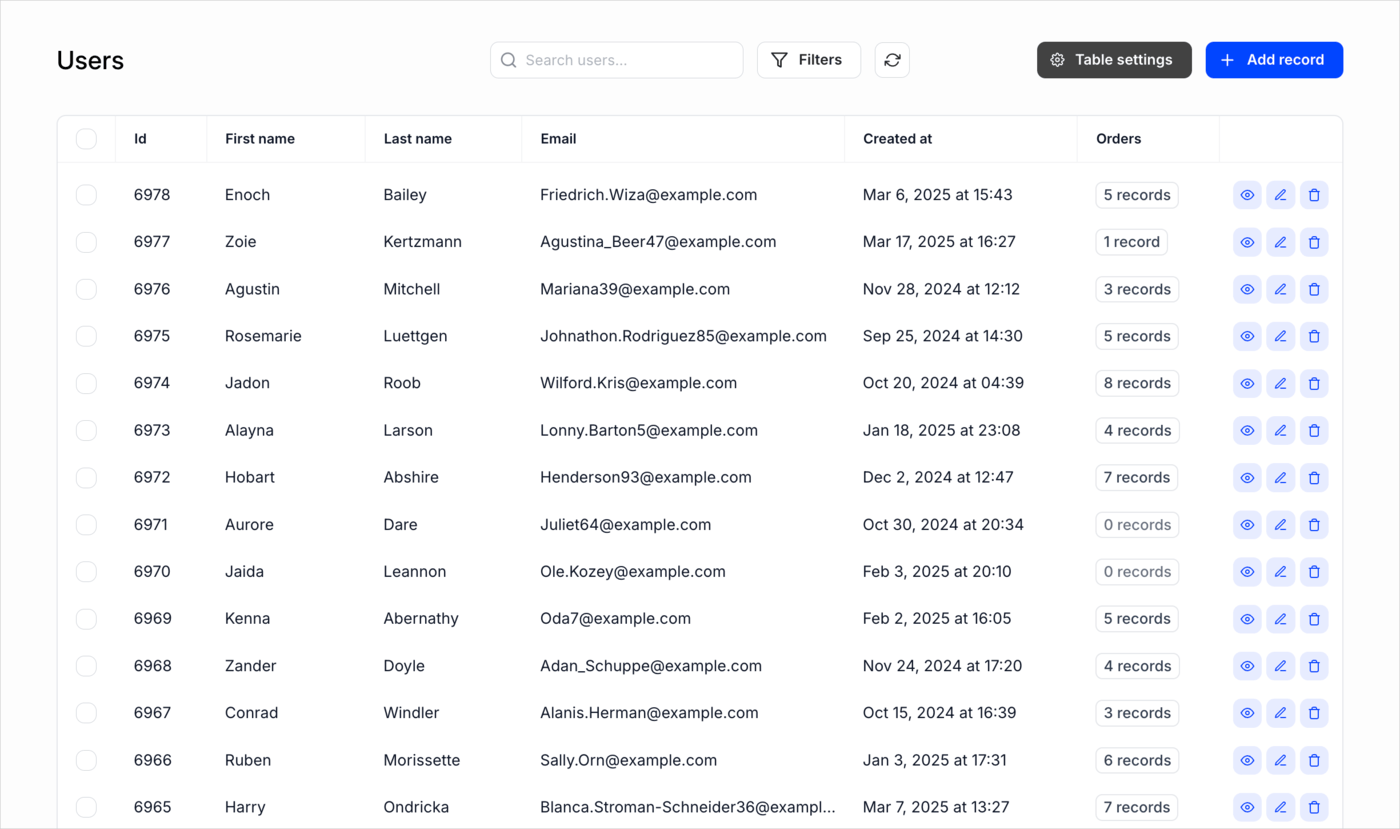 Users
Search users...
Filters
Table settings
Add record
Id First name Last name Email Created at Orders
6978 Enoch Bailey Friedrich.Wiza@example.com Mar 6, 2025 at 15:43 5 records
6977 Zoie Kertzmann Agustina_Beer47@example.com Mar 17, 2025 at 16:27 1 record
6976 Agustin Mitchell Mariana39@example.com Nov 28, 2024 at 12:12 3 records
6975 Rosemarie Luettgen Johnathon.Rodriguez85@example.com Sep 25, 2024 at 14:30 5 records
6974 Jadon Roob Wilford.Kris@example.com Oct 20, 2024 at 04:39 8 records
6973 Alayna Larson Lonny.Barton5@example.com Jan 18, 2025 at 23:08 4 records
6972 Hobart Abshire Henderson93@example.com Dec 2, 2024 at 12:47 7 records
6971 Aurore Dare Juliet64@example.com Oct 30, 2024 at 20:34 0 records
6970 Jaida Leannon Ole.Kozey@example.com Feb 3, 2025 at 20:10 0 records
6969 Kenna Abernathy Oda7@example.com Feb 2, 2025 at 16:05 5 records
6968 Zander Doyle Adan_Schuppe@example.com Nov 24, 2024 at 17:20 4 records
6967 Conrad Windler Alanis.Herman@example.com Oct 15, 2024 at 16:39 3 records
6966 Ruben Morissette Sally.Orn@example.com Jan 3, 2025 at 17:31 6 records
6965 Harry Ondricka Blanca.Stroman-Schneider36@exampl... Mar 7, 2025 at 13:27 7 records